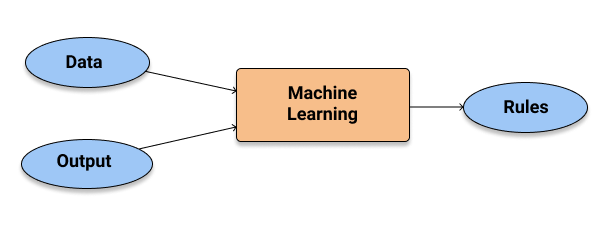 Data
Machine
Learning
Rules
Output